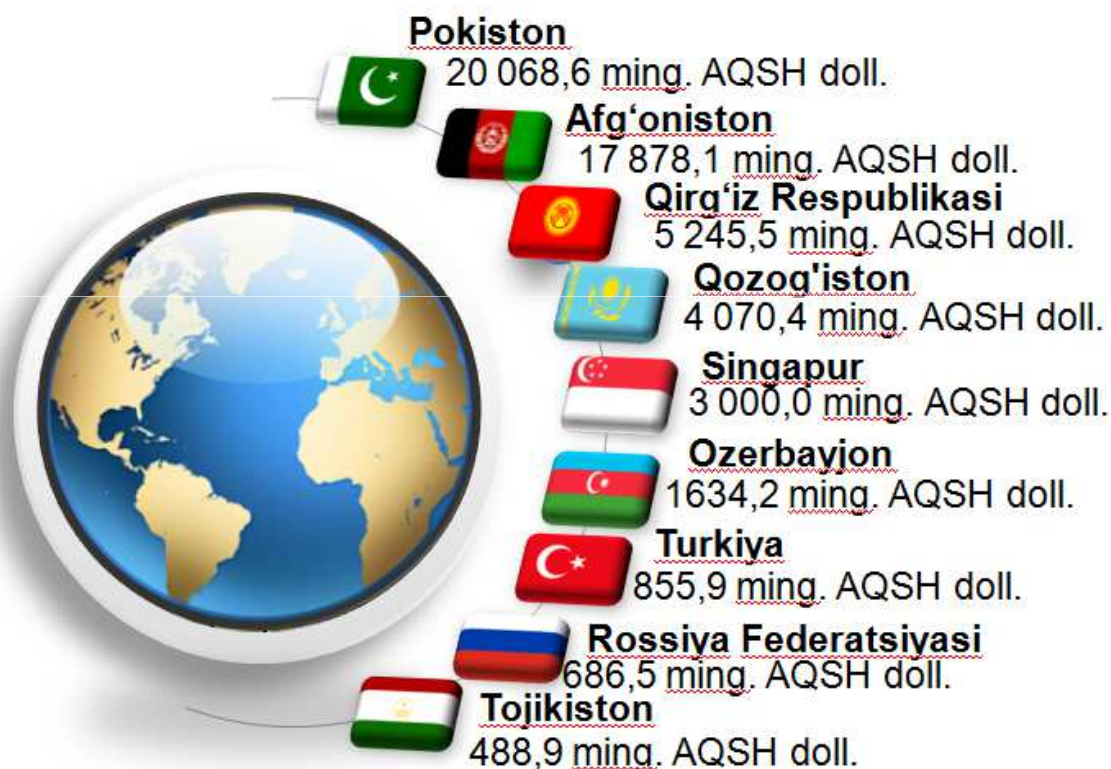 Pokiston
20 068,6 ming. AQSH doll.
Afg‘oniston
17 878,1 ming. AQSH doll.
Qirg‘iz Respublikasi
5 245,5 ming. AQSH doll.
Qozog'iston
4 070,4 ming. AQSH doll.
Singapur
3 000,0 ming. AQSH doll.
Ozerbayjon
1634,2 ming. AQSH doll.
Turkiya
855,9 ming. AQSH doll.
Rossiya Federatsiyasi
686,5 ming. AQSH doll.
Tojikiston
488,9 ming. AQSH doll.